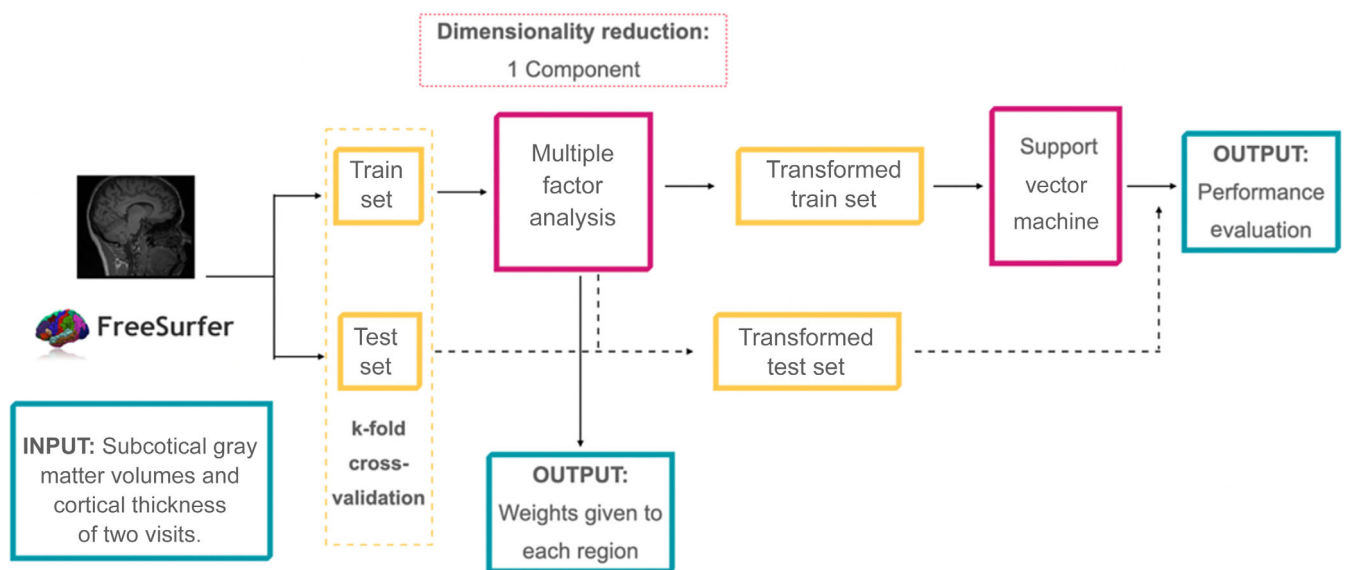 Dimensionality reduction:
1 Component
Train
set
Multiple
factor
analysis
Transformed
train set
Support
vector
machine
OUTPUT:
Performance
evaluation
FreeSurfer
Test
set
Transformed
test set
k-fold
cross-
validation
INPUT: Subcotical gray
matter volumes and
cortical thickness
of two visits.
OUTPUT:
Weights given to
each region